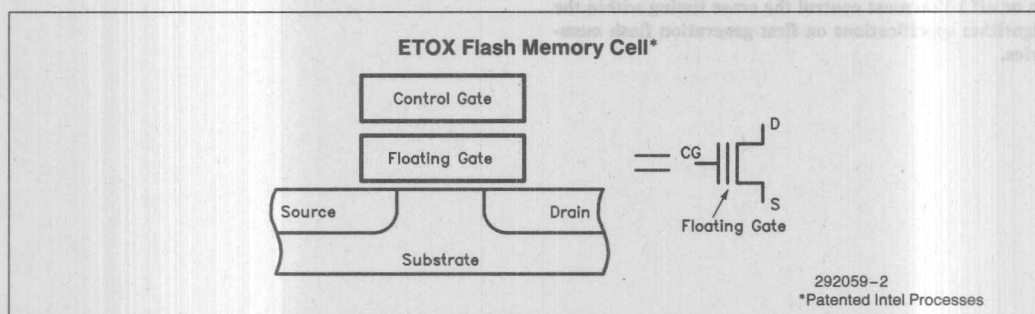 ETOX Flash Memory Cell*
Control Gate
Floating Gate
Source
Drain
Substrate
CG
D
S
Floating Gate
292059–2
*Patented Intel Processes